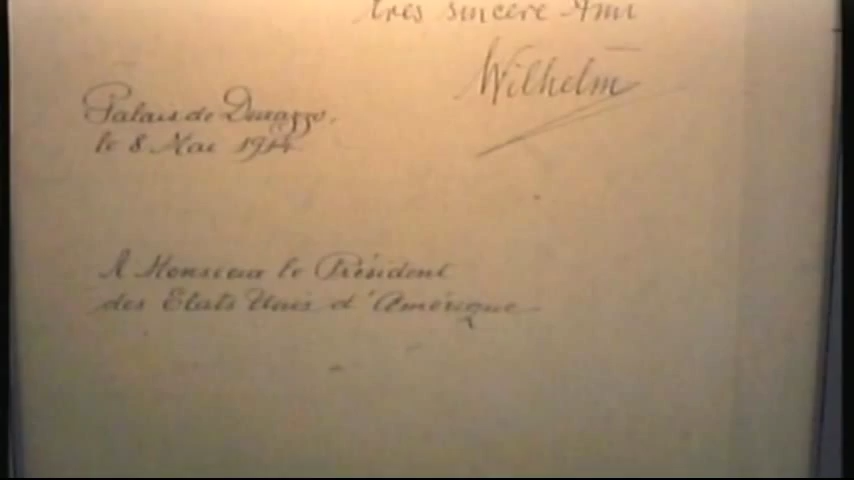 très sincère Ami
Wilhelm
Palais de Durazzo,
le 8 Mai 1914
A Monsieur le Président
des Etats Unis d'Amérique